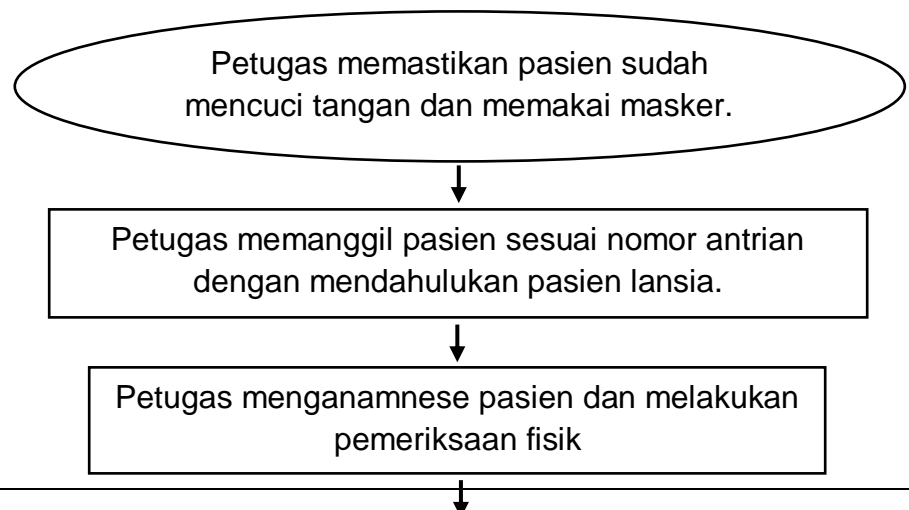 Petugas memastikan pasien sudah
mencuci tangan dan memakai masker.
Petugas memanggil pasien sesuai nomor antrian
dengan mendahulukan pasien lansia.
Petugas menganamnese pasien dan melakukan
pemeriksaan fisik